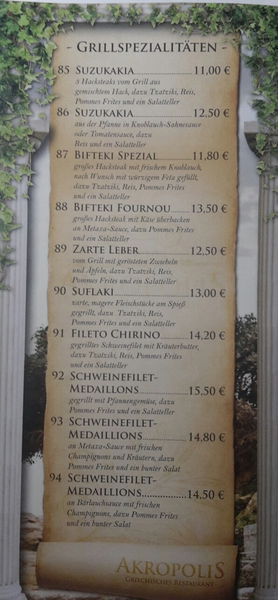 - GRILLSPEZIALITÄTEN -
85 SUZUKAKIA............11,00 €
8 Hacksteaks vom Grill aus
gemischtem Hack, dazu Tzatziki, Reis,
Pommes Frites und ein Salatteller
86 SUZUKAKIA............12,50 €
aus der Pfanne in Knoblauch-Sahnesauce
oder Tomatensauce, dazu
Reis und ein Salatteller
87 BIFTEKI SPEZIAL........11,80 €
großes Hacksteak mit frischem Knoblauch,
nach Wunsch mit würzigem Feta gefüllt,
dazu Tzatziki, Reis, Pommes Frites
und ein Salatteller
88 BIFTEKI FOURNOU....13,50 €
großes Hacksteak mit Käse überbacken
an Metaxa-Sauce, dazu Pommes Frites
und ein Salatteller
89 ZARTE LEBER............12,50 €
vom Grill mit gerösteten Zwiebeln
und Äpfeln, dazu Tzatziki, Reis,
Pommes Frites und ein Salatteller
90 SUFLAKI............13,00 €
zarte, magere Fleischstücke am Spieß
gegrillt, dazu Tzatziki, Reis,
Pommes Frites und ein Salatteller
91 FILETO CHIRINO........14,20 €
gegrilltes Schweinefilet mit Kräuterbutter,
dazu Tzatziki, Reis, Pommes Frites
und ein Salatteller
92 SCHWEINEFILET-
MEDAILLONS............15,50 €
gegrillt mit Pfannengemüse, dazu
Pommes Frites und ein Salatteller
93 SCHWEINEFILET-
MEDAILLIONS............14,80 €
an Metaxa-Sauce mit frischen
Champignons und Kräutern, dazu
Pommes Frites und ein bunter Salat
94 SCHWEINEFILET-
MEDAILLIONS............14,50 €
an Bärlauchsauce mit frischen
Champignons, dazu Pommes Frites
und ein bunter Salat
AKROPOLIS
GRIECHISCHES RESTAURANT